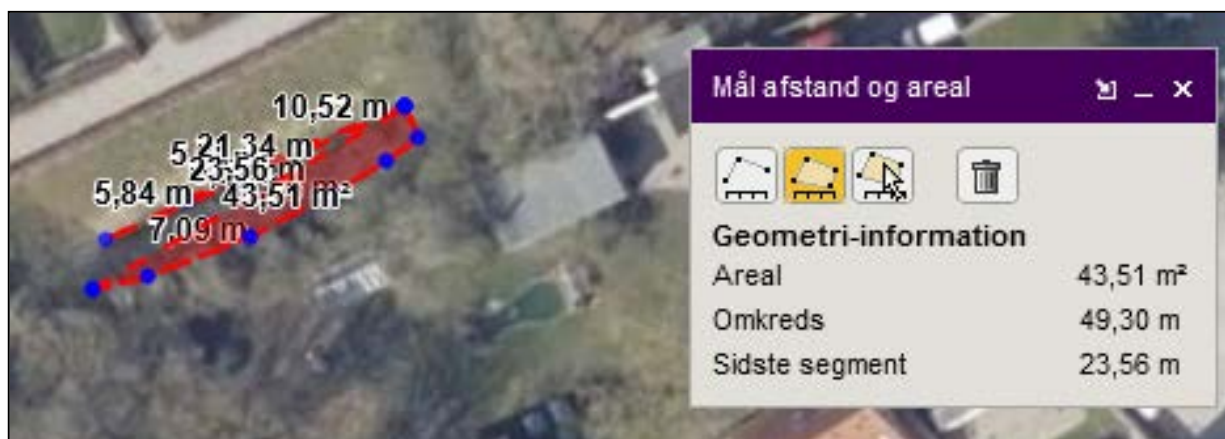 Mål afstand og areal
10,52 m
21,34 m
23,56 m
5,84 m
43,51 m²
7,09 m
Geometri-information
Areal 43,51 m²
Omkreds 49,30 m
Sidste segment 23,56 m